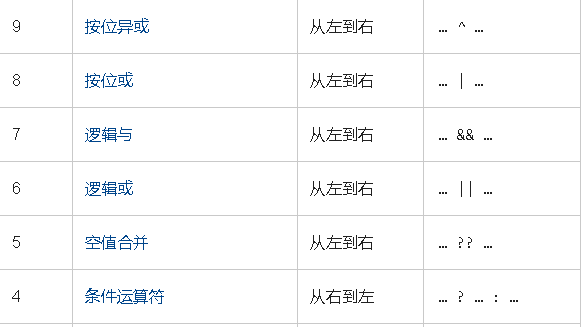 9 按位异或 从左到右 … ^ …
8 按位或 从左到右 … | …
7 逻辑与 从左到右 … && …
6 逻辑或 从左到右 … || …
5 空值合并 从左到右 … ?? …
4 条件运算符 从右到左 … ? … : …